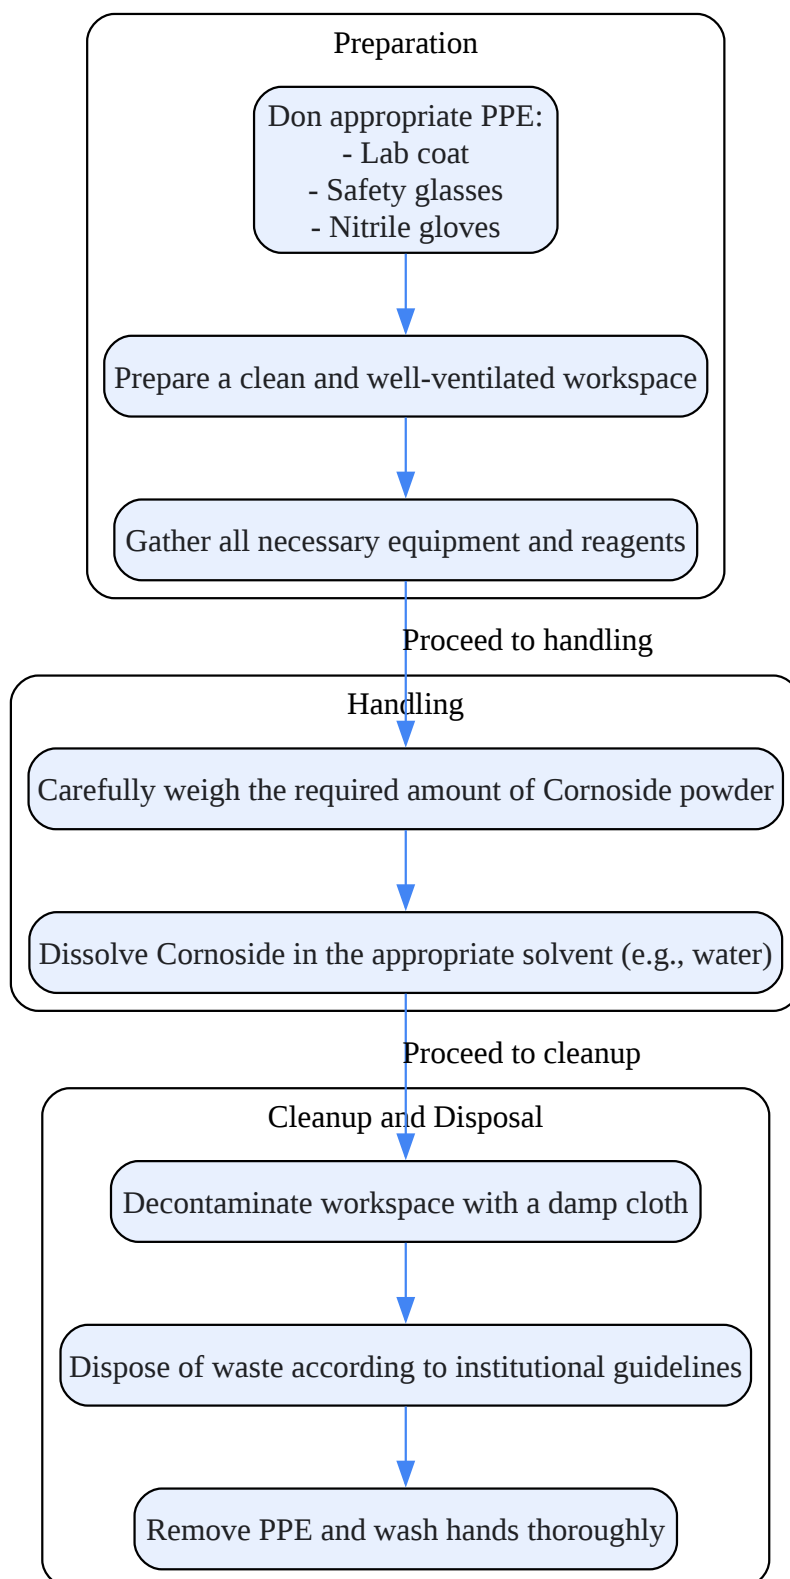 Preparation
Don appropriate PPE:
- Lab coat
- Safety glasses
- Nitrile gloves
Prepare a clean and well-ventilated workspace
Gather all necessary equipment and reagents
Proceed to handling
Handling
Carefully weigh the required amount of Cornoside powder
Dissolve Cornoside in the appropriate solvent (e.g., water)
Proceed to cleanup
Cleanup and Disposal
Decontaminate workspace with a damp cloth
Dispose of waste according to institutional guidelines
Remove PPE and wash hands thoroughly